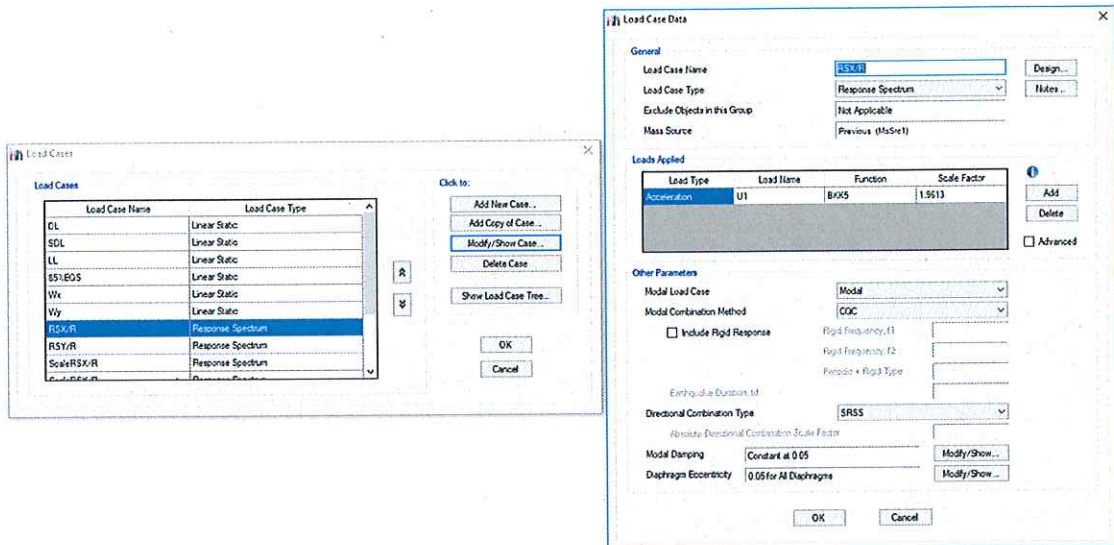 Load Cases
Load Cases
Click to:
Load Case Name Load Case Type
DL Linear Static
SDL Linear Static
LL Linear Static
85%EQS Linear Static
Wx Linear Static
Wy Linear Static
RSX/R Response Spectrum
RSY/R Response Spectrum
ScaleRSX/R Response Spectrum
Add New Case...
Add Copy of Case...
Modify/Show Case...
Delete Case
Show Load Case Tree...
OK
Cancel
Load Case Data
General
Load Case Name RSX/R Design...
Load Case Type Response Spectrum Notes...
Exclude Objects in this Group Not Applicable
Mass Source Previous (MsSrc1)
Loads Applied
Load Type Load Name Function Scale Factor
Acceleration U1 BKK5 1.9613
Add
Delete
Advanced
Other Parameters
Modal Load Case Modal
Modal Combination Method CQC
Include Rigid Response Rigid Frequency, f1
Rigid Frequency, f2
Periodic + Rigid Type
Earthquake Duration, td
Directional Combination Type SRSS
Absolute Directional Combination Scale Factor
Modal Damping Constant at 0.05 Modify/Show...
Diaphragm Eccentricity 0.05 for All Diaphragms Modify/Show...
OK Cancel